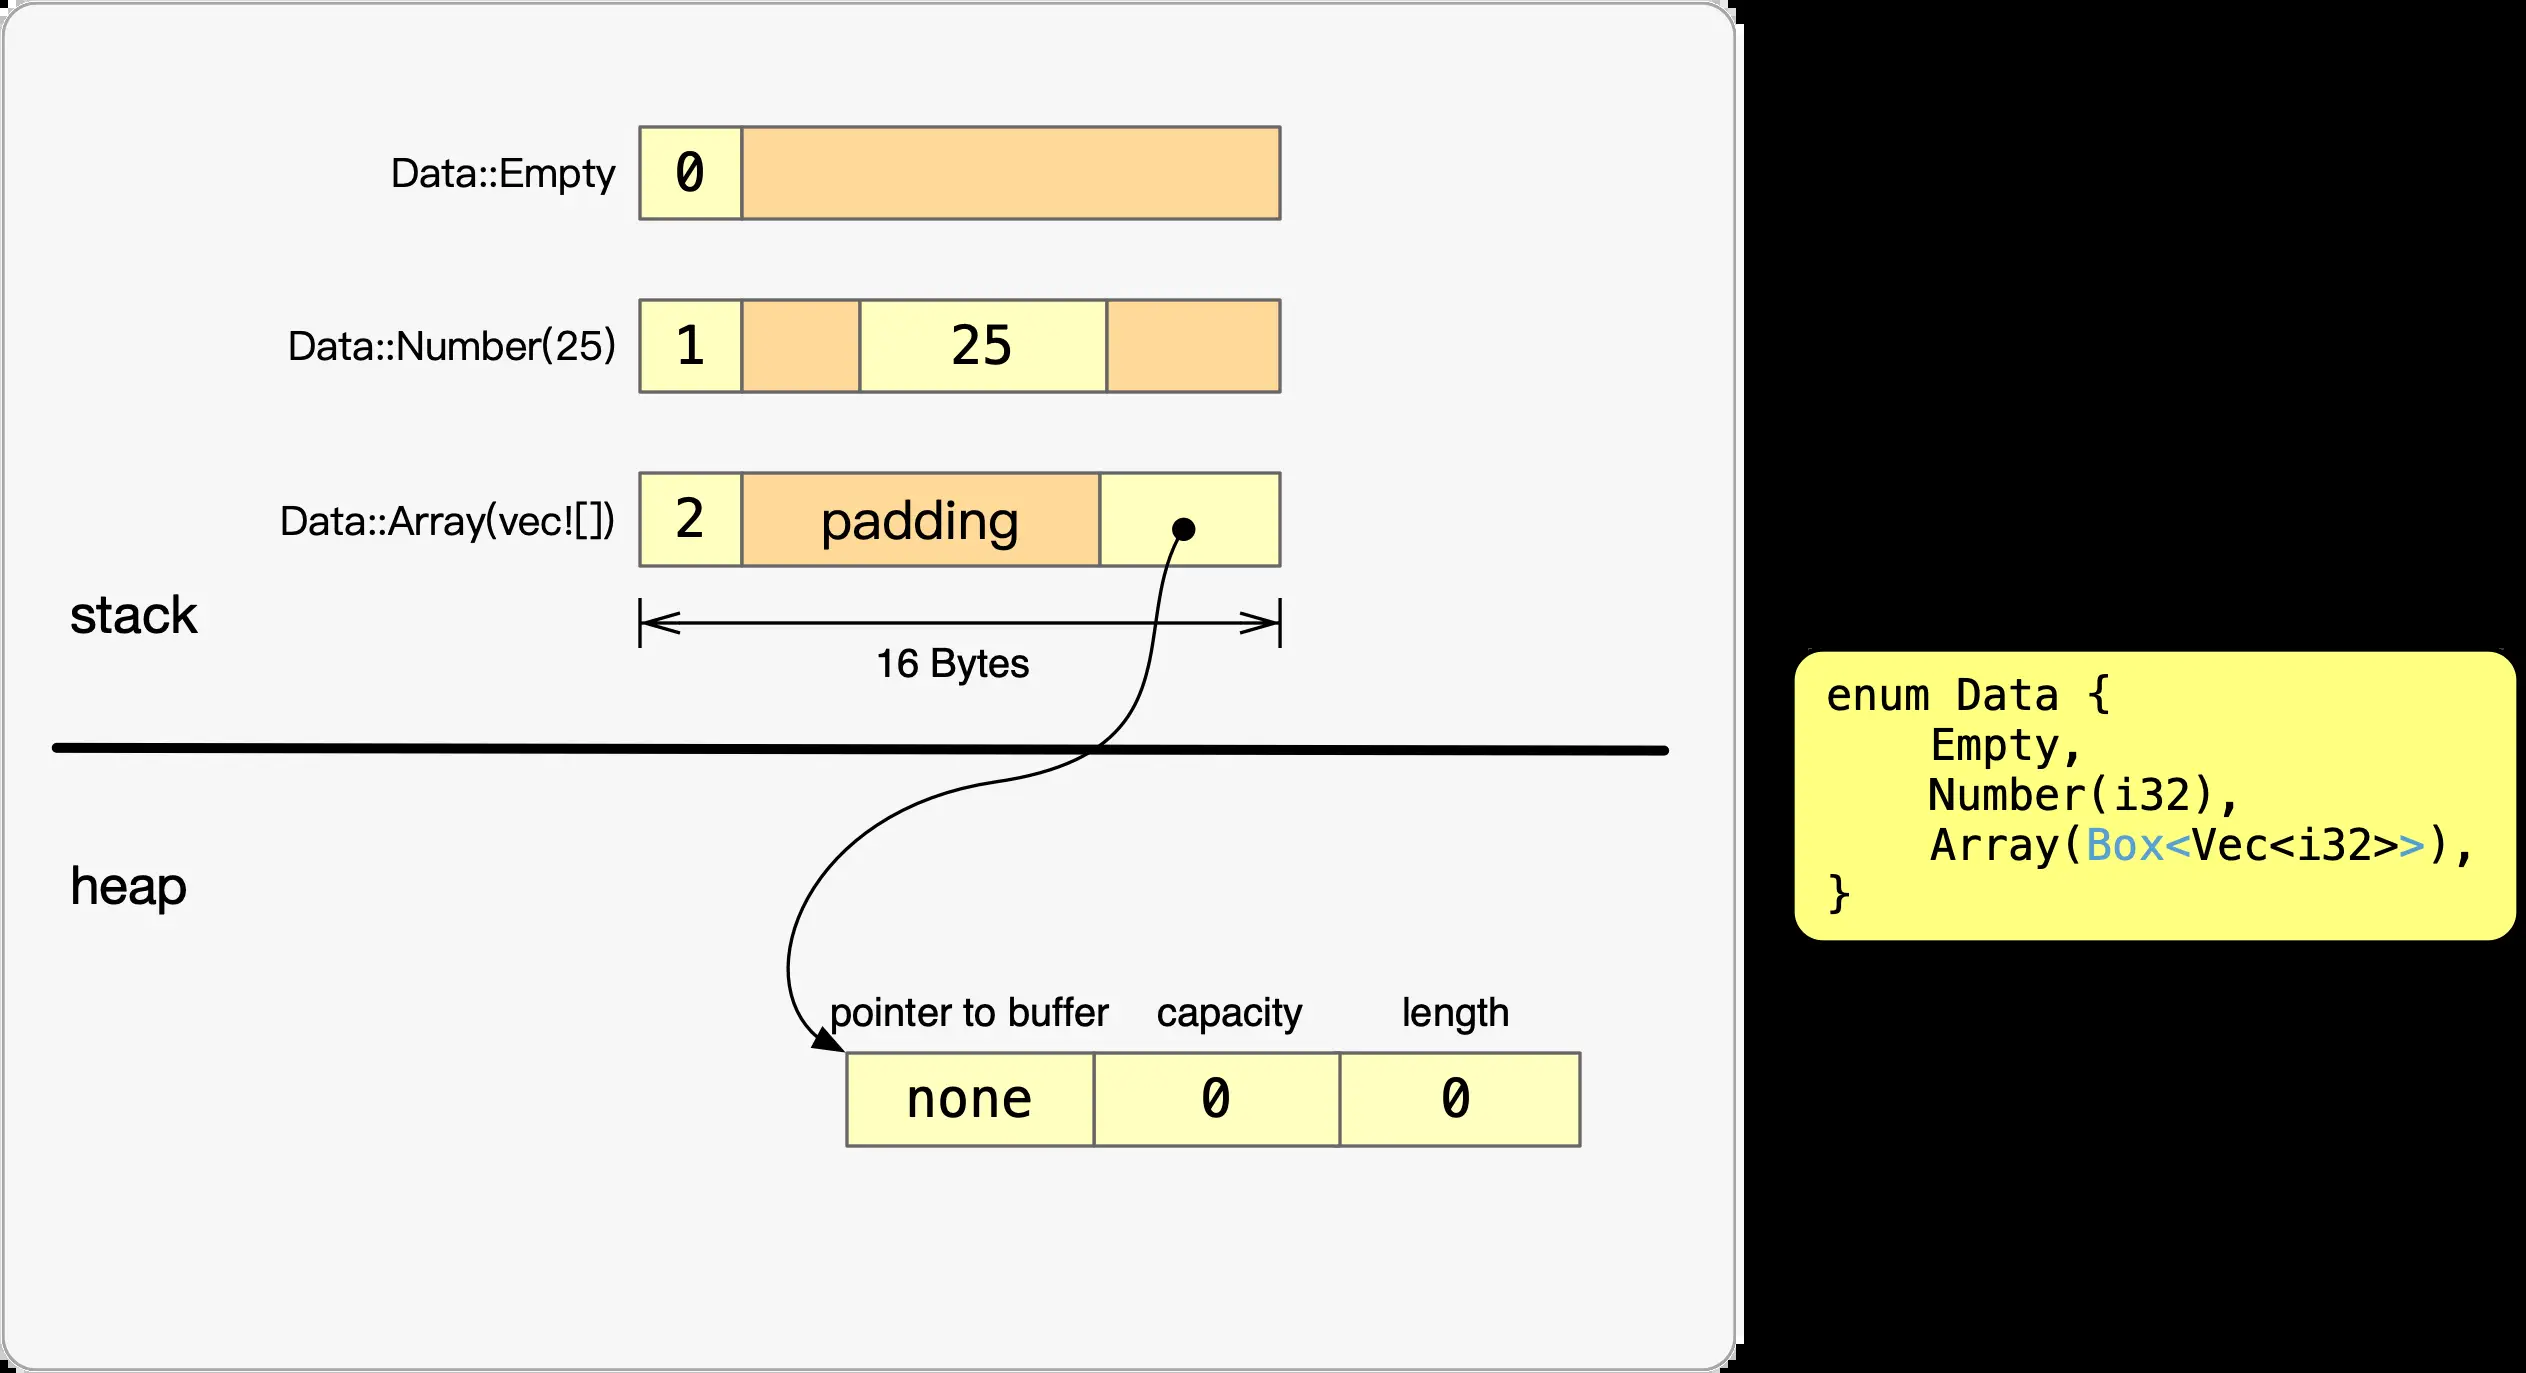 Data::Empty
0
Data::Number(25)
1
25
Data::Array(vec![])
2
padding
stack
16 Bytes
heap
pointer to buffer
capacity
length
none
0
0
enum Data {
    Empty,
    Number(i32),
    Array(Box<Vec<i32>>),
}